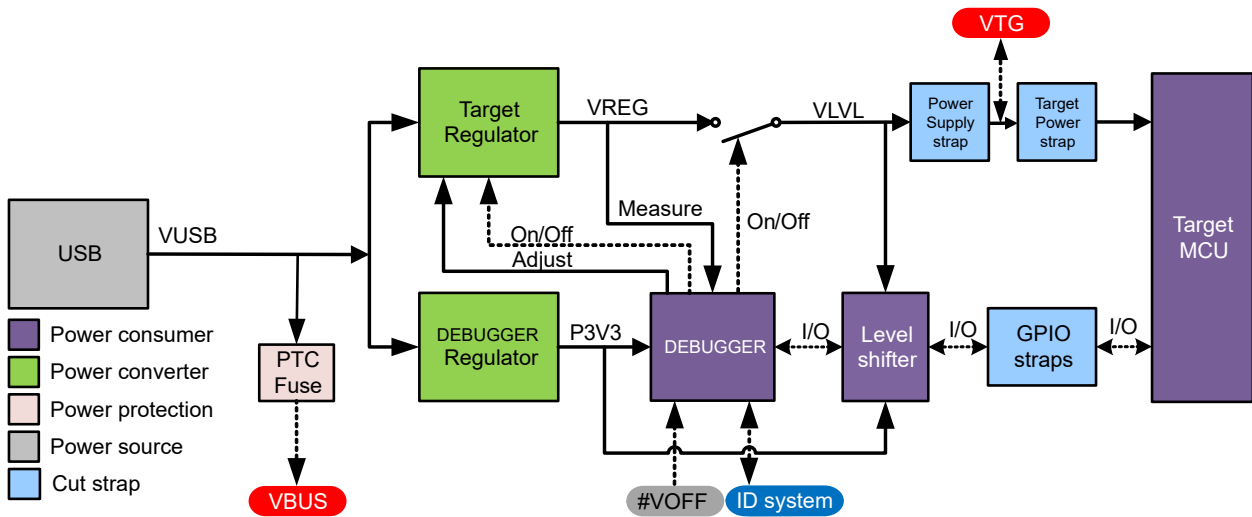 VTG
Target
Regulator
VREG
VLVL
Power
Supply
strap
Target
Power
strap
Target
MCU
USB
VUSB
Measure
On/Off
Adjust
On/Off
DEBUGGER
Regulator
P3V3
DEBUGGER
I/O
Level
shifter
I/O
GPIO
straps
I/O
PTC
Fuse
Power consumer
Power converter
Power protection
Power source
Cut strap
VBUS
#VOFF
ID system